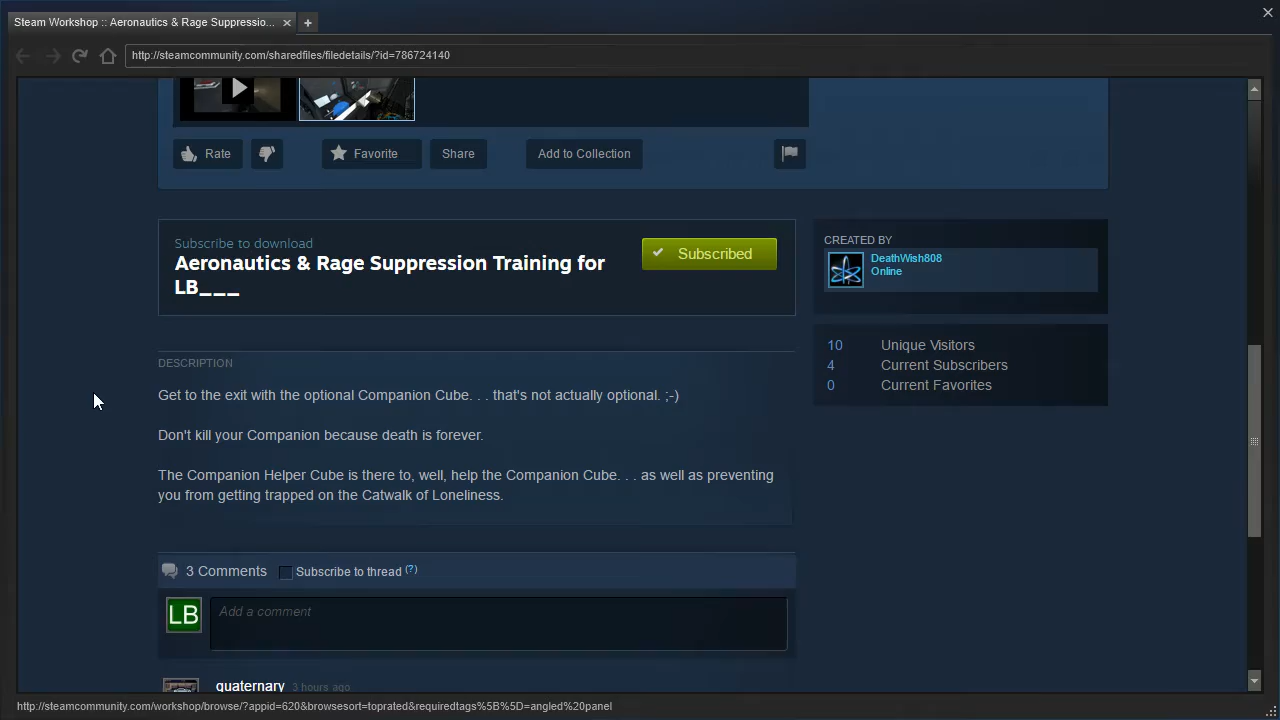 Steam Workshop :: Aeronautics & Rage Suppressio...
http://steamcommunity.com/sharedfiles/filedetails/?id=786724140
Rate
Favorite
Share
Add to Collection
Subscribe to download
Aeronautics & Rage Suppression Training for
LB___
Subscribed
CREATED BY
DeathWish808
Online
10 Unique Visitors
4 Current Subscribers
0 Current Favorites
DESCRIPTION
Get to the exit with the optional Companion Cube. . . that's not actually optional. ;-)
Don't kill your Companion because death is forever.
The Companion Helper Cube is there to, well, help the Companion Cube. . . as well as preventing
you from getting trapped on the Catwalk of Loneliness.
3 Comments
Subscribe to thread (?)
LB
Add a comment
quaternary 3 hours ago
http://steamcommunity.com/workshop/browse/?appid=620&browsesort=toprated&requiredtags%5B%5D=angled%20panel